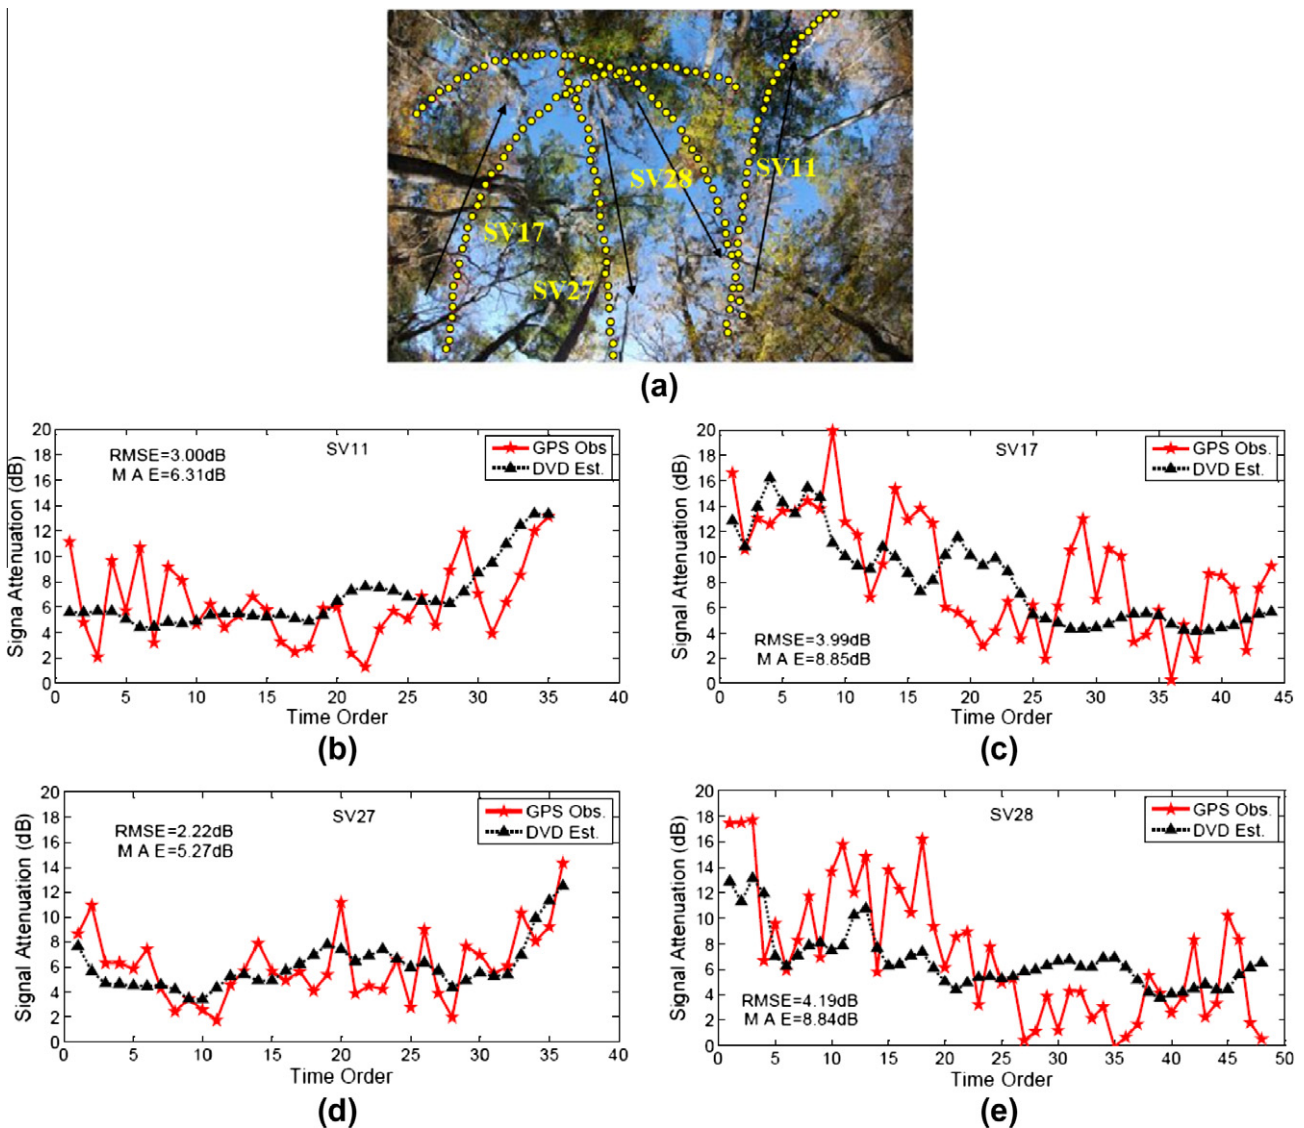 SV11
SV28
SV17
SV27
(a)
SV11
RMSE=3.00dB
M A E=6.31dB
GPS Obs.
DVD Est.
Signa Attenuation (dB)
0 2 4 6 8 10 12 14 16 18 20
0 5 10 15 20 25 30 35 40
Time Order
(b)
SV17
GPS Obs.
DVD Est.
RMSE=3.99dB
M A E=8.85dB
Signal Attenuation (dB)
0 2 4 6 8 10 12 14 16 18 20
0 5 10 15 20 25 30 35 40 45
Time Order
(c)
SV27
RMSE=2.22dB
M A E=5.27dB
GPS Obs.
DVD Est.
Signal Attenuation (dB)
0 2 4 6 8 10 12 14 16 18 20
0 5 10 15 20 25 30 35 40
Time Order
(d)
SV28
GPS Obs.
DVD Est.
RMSE=4.19dB
M A E=8.84dB
Signal Attenuation (dB)
0 2 4 6 8 10 12 14 16 18 20
0 5 10 15 20 25 30 35 40 45 50
Time Order
(e)